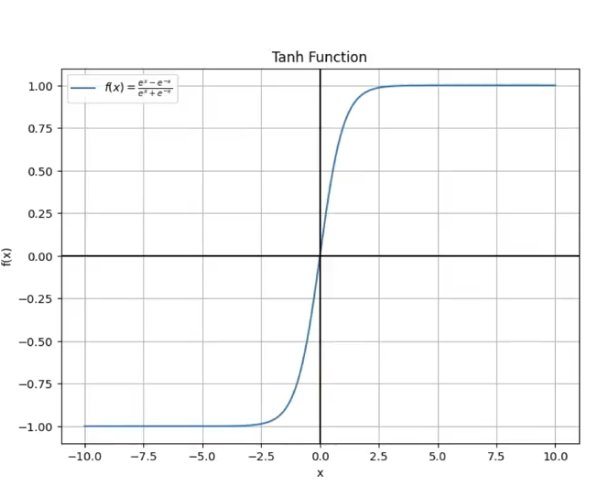 Tanh Function
f(x) = \frac{e^x - e^{-x}}{e^x + e^{-x}}
1.00
0.75
0.50
0.25
0.00
−0.25
−0.50
−0.75
−1.00
f(x)
−10.0 −7.5 −5.0 −2.5 0.0 2.5 5.0 7.5 10.0
x